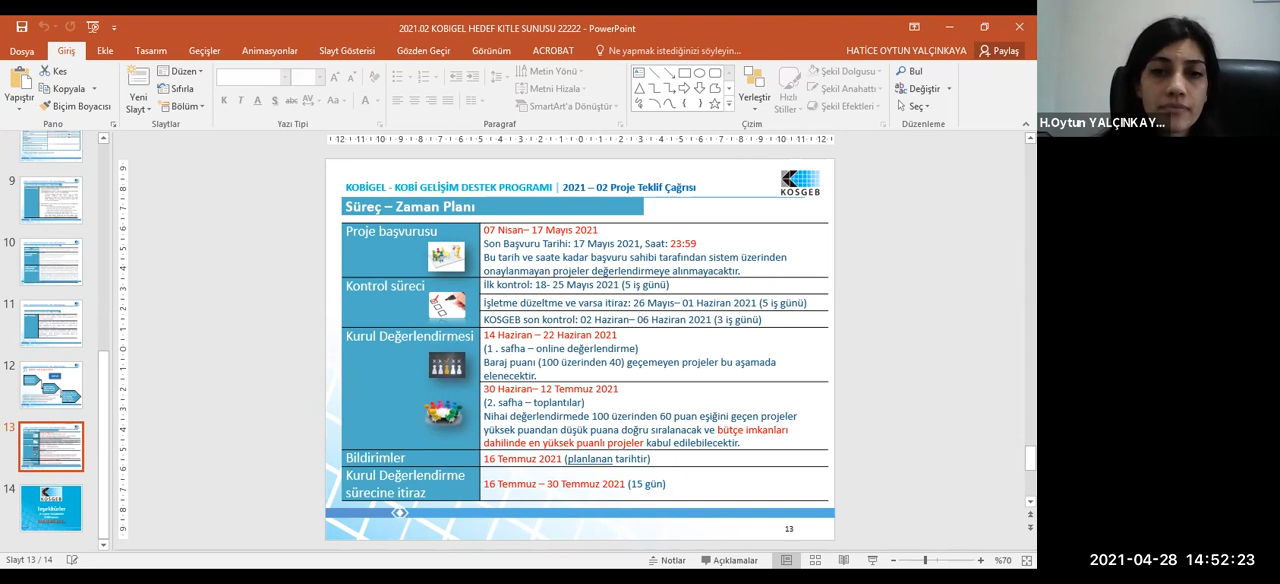 2021.02 KOBIGEL HEDEF KITLE SUNUSU 22222 - PowerPoint
Dosya Giriş Ekle Tasarım Geçişler Animasyonlar Slayt Gösterisi Gözden Geçir Görünüm ACROBAT Ne yapmak istediğinizi söyleyin... HATİCE OYTUN YALÇINKAYA Paylaş
Yapıştır
Kes
Kopyala
Biçim Boyacısı
Pano
Yeni
Slayt
Düzen
Sıfırla
Bölüm
Slaytlar
K T A S abc AV Aa A
Yazı Tipi
Metin Yönü
Metni Hizala
SmartArt'a Dönüştür
Paragraf
Yerleştir
Hızlı
Stiller
Şekil Dolgusu
Şekil Anahattı
Şekil Efektleri
Çizim
Bul
Değiştir
Seç
Düzenleme
H.Oytun YALÇINKAY...
9
10
11
12
13
14
KOSGEB
KOBİGEL - KOBİ GELİŞİM DESTEK PROGRAMI | 2021 – 02 Proje Teklif Çağrısı
KOSGEB
Süreç – Zaman Planı
Proje başvurusu
07 Nisan– 17 Mayıs 2021
Son Başvuru Tarihi: 17 Mayıs 2021, Saat: 23:59
Bu tarih ve saate kadar başvuru sahibi tarafından sistem üzerinden
onaylanmayan projeler değerlendirmeye alınmayacaktır.
Kontrol süreci
İlk kontrol: 18- 25 Mayıs 2021 (5 iş günü)
İşletme düzeltme ve varsa itiraz: 26 Mayıs– 01 Haziran 2021 (5 iş günü)
KOSGEB son kontrol: 02 Haziran– 06 Haziran 2021 (3 iş günü)
Kurul Değerlendirmesi
14 Haziran – 22 Haziran 2021
(1 . safha – online değerlendirme)
Baraj puanı (100 üzerinden 40) geçemeyen projeler bu aşamada
elenecektir.
30 Haziran– 12 Temmuz 2021
(2. safha – toplantılar)
Nihai değerlendirmede 100 üzerinden 60 puan eşiğini geçen projeler
yüksek puandan düşük puana doğru sıralanacak ve bütçe imkanları
dahilinde en yüksek puanlı projeler kabul edilebilecektir.
Bildirimler
16 Temmuz 2021 (planlanan tarihtir)
Kurul Değerlendirme
sürecine itiraz
16 Temmuz – 30 Temmuz 2021 (15 gün)
13
Slayt 13 / 14
Notlar Açıklamalar %70
2021-04-28 14:52:23